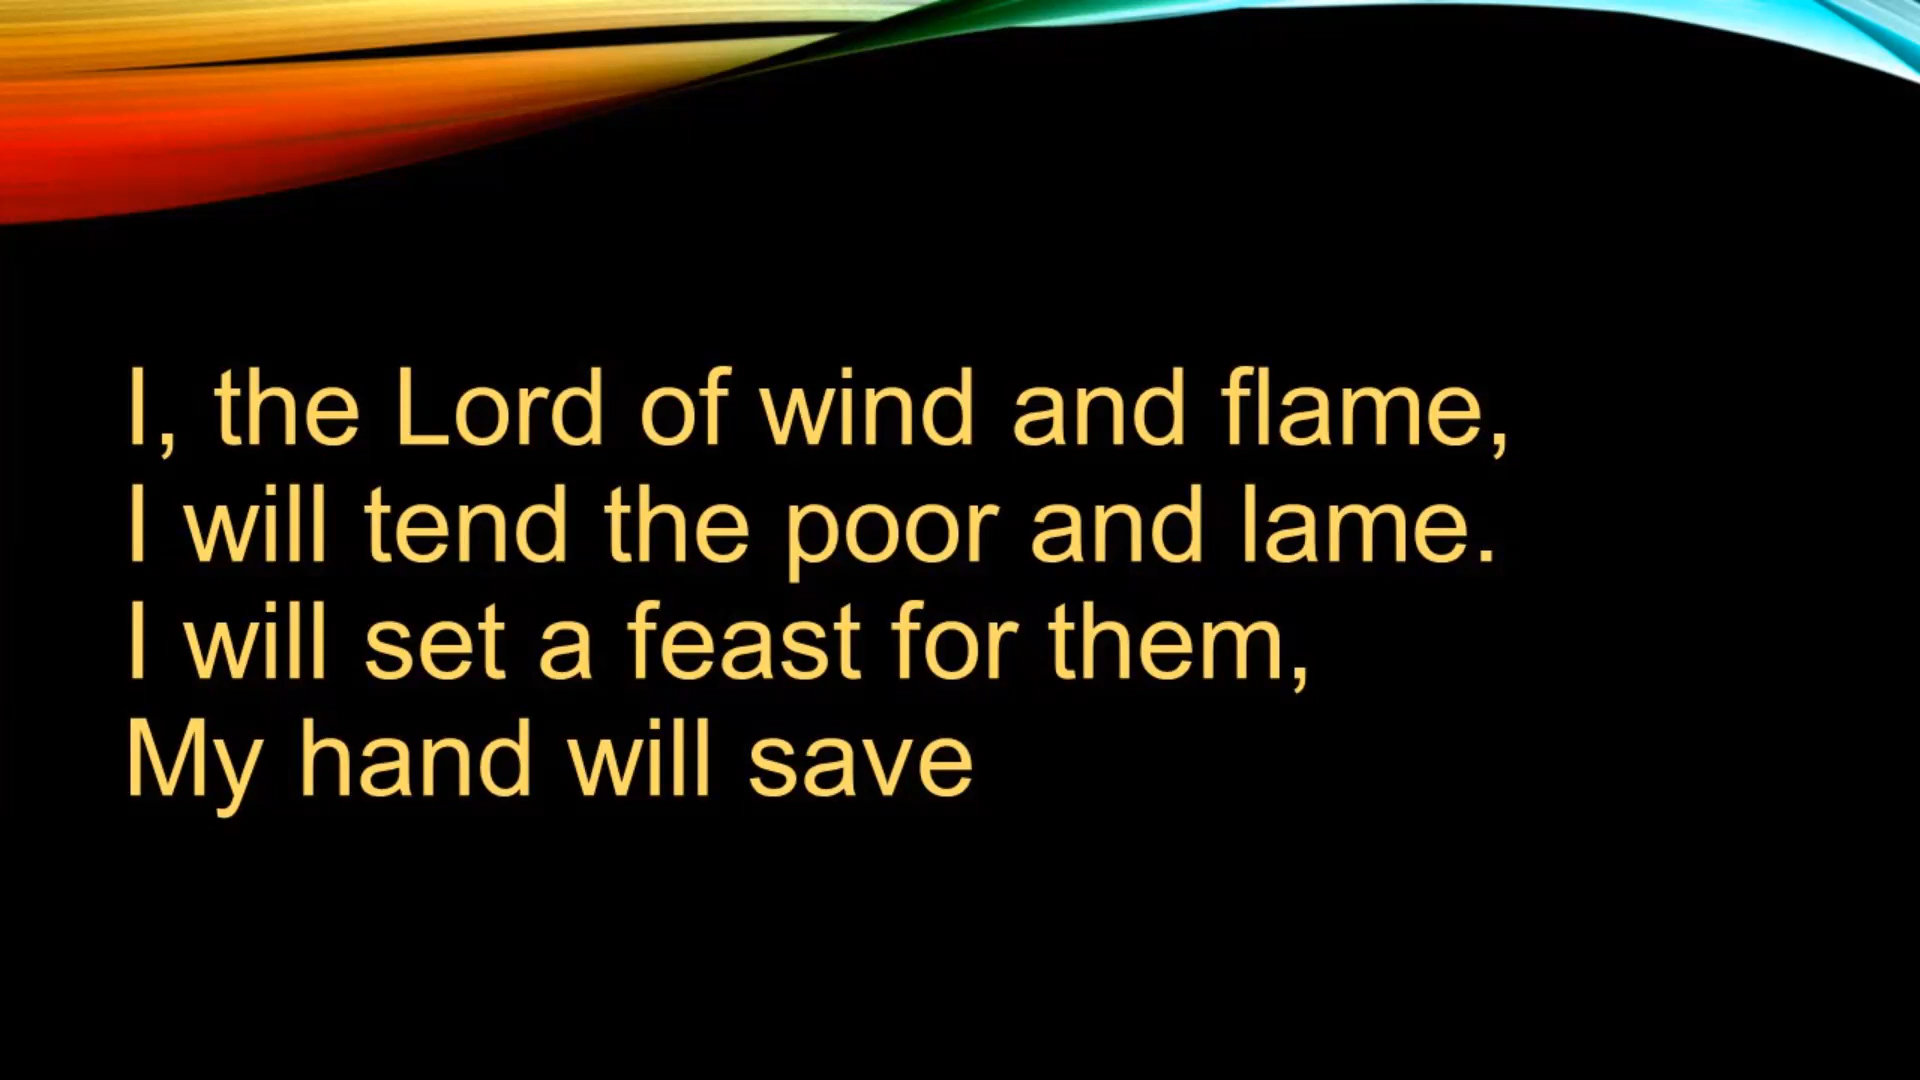 I, the Lord of wind and flame,
I will tend the poor and lame.
I will set a feast for them,
My hand will save